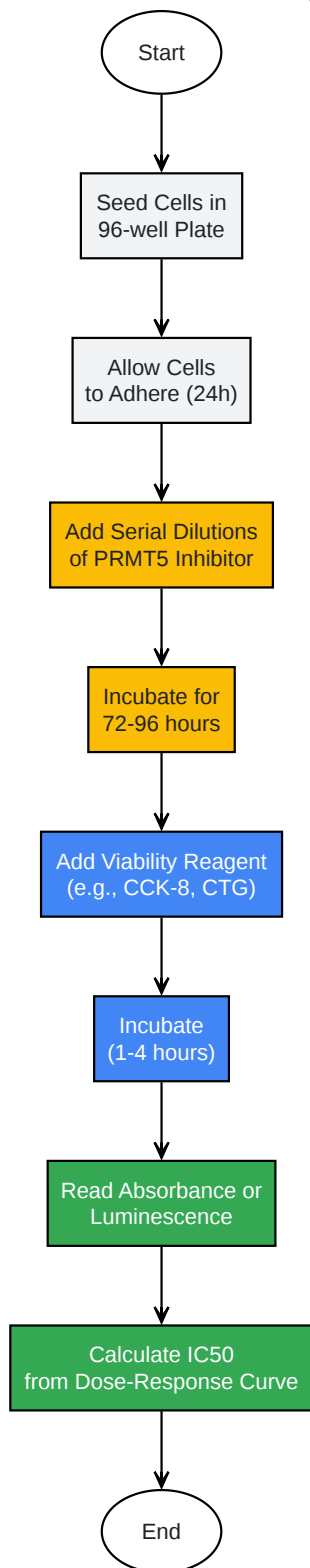 Start
Seed Cells in
96-well Plate
Allow Cells
to Adhere (24h)
Add Serial Dilutions
of PRMT5 Inhibitor
Incubate for
72-96 hours
Add Viability Reagent
(e.g., CCK-8, CTG)
Incubate
(1-4 hours)
Read Absorbance or
Luminescence
Calculate IC50
from Dose-Response Curve
End